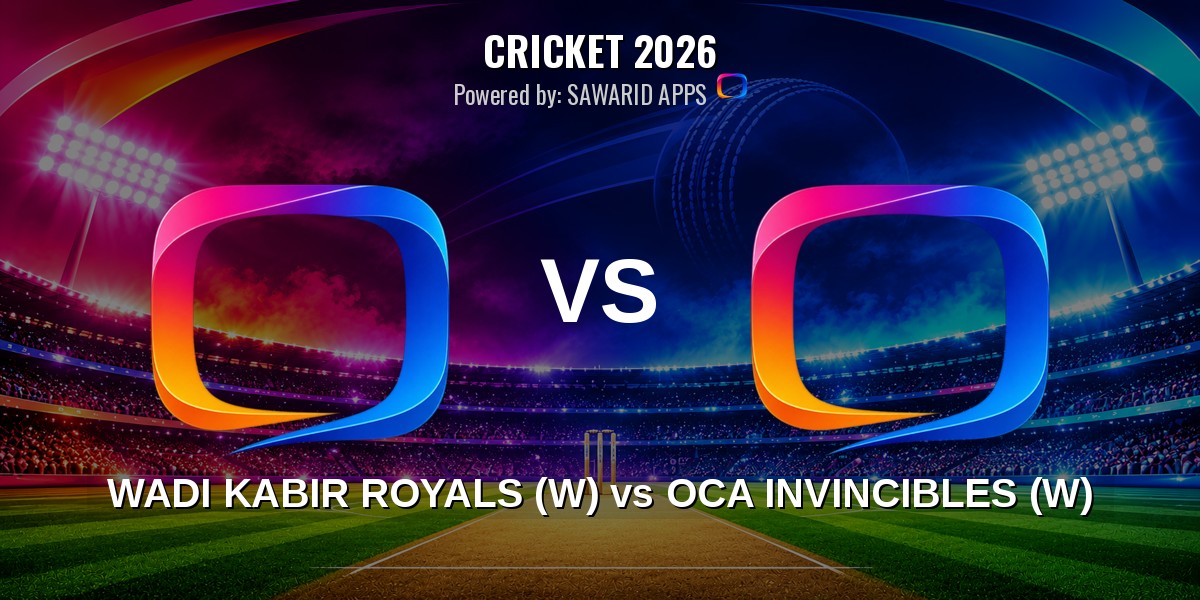 CRICKET 2026
Powered by: SAWARID APPS
VS
WADI KABIR ROYALS (W) vs OCA INVINCIBLES (W)